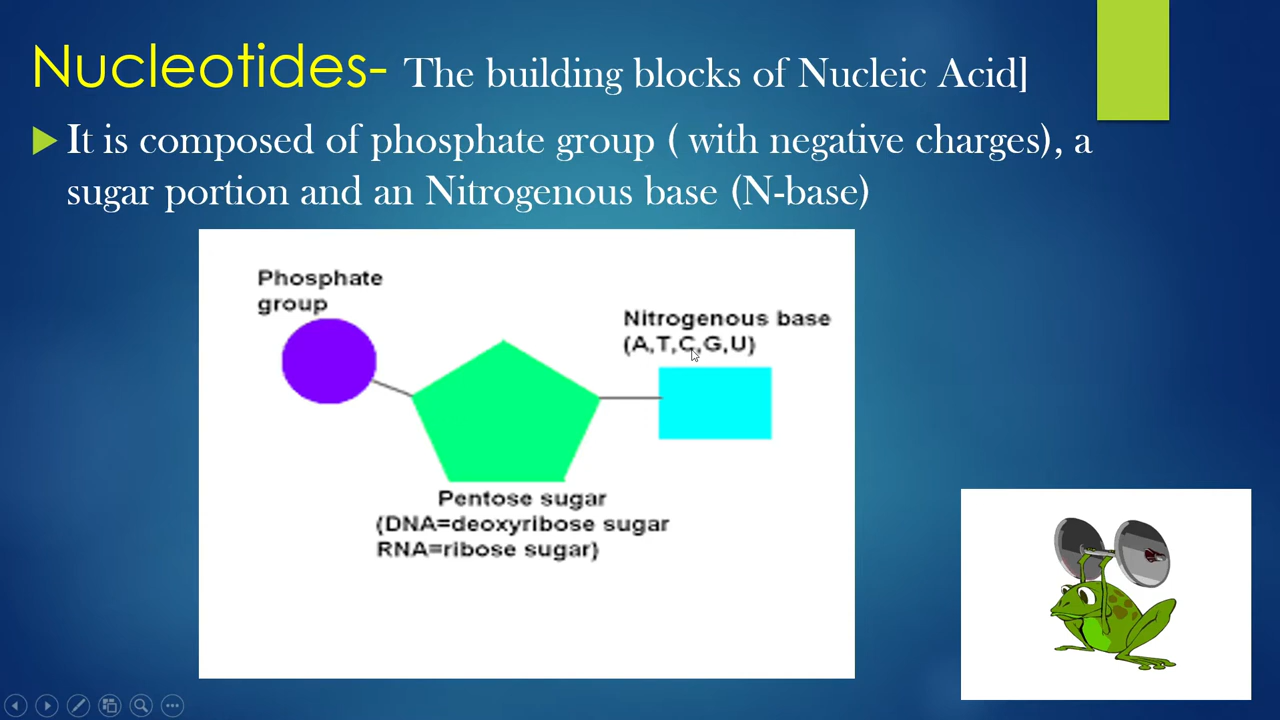 Nucleotides- The building blocks of Nucleic Acid]
It is composed of phosphate group ( with negative charges), a
sugar portion and an Nitrogenous base (N-base)
Phosphate
group
Nitrogenous base
(A,T,C,G,U)
Pentose sugar
(DNA=deoxyribose sugar
RNA=ribose sugar)